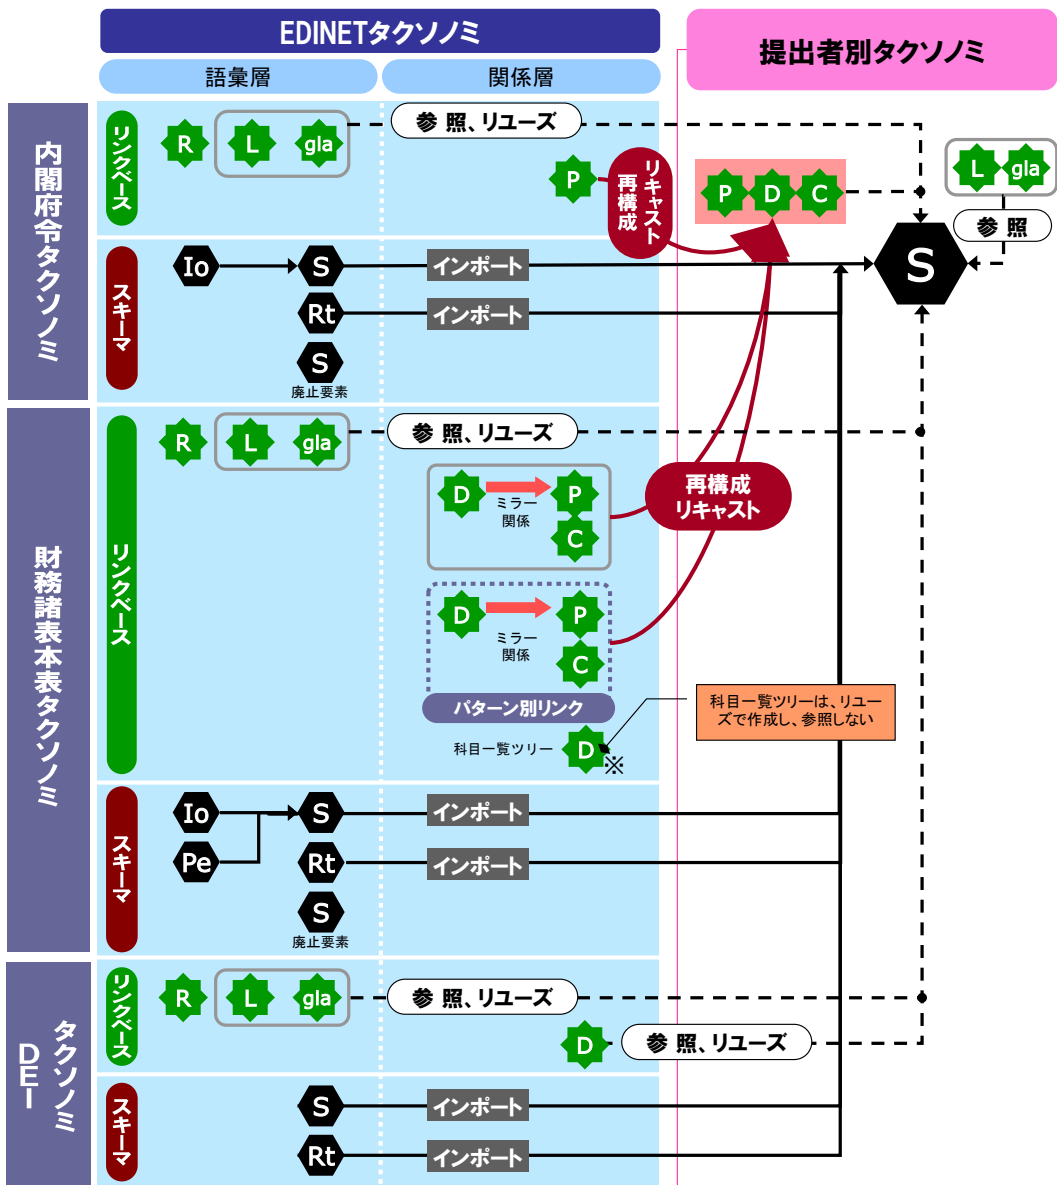 EDINETタクソノミ
提出者別タクソノミ
語彙層
関係層
内閣府令タクソノミ
リンクベース
R
L
gla
参 照、リユーズ
P
リキャスト
再構成
P
D
C
L
gla
参 照
S
スキーマ
Io
S
インポート
Rt
インポート
S
廃止要素
財務諸表本表タクソノミ
リンクベース
R
L
gla
参 照、リユーズ
D
ミラー
関係
P
C
再構成
リキャスト
D
ミラー
関係
P
C
パターン別リンク
科目一覧ツリー
D
※
科目一覧ツリーは、リユー
ズで作成し、参照しない
スキーマ
Io
Pe
S
インポート
Rt
インポート
S
廃止要素
タクソノミ
DEI
リンクベース
R
L
gla
参 照、リユーズ
D
参 照、リユーズ
スキーマ
S
インポート
Rt
インポート